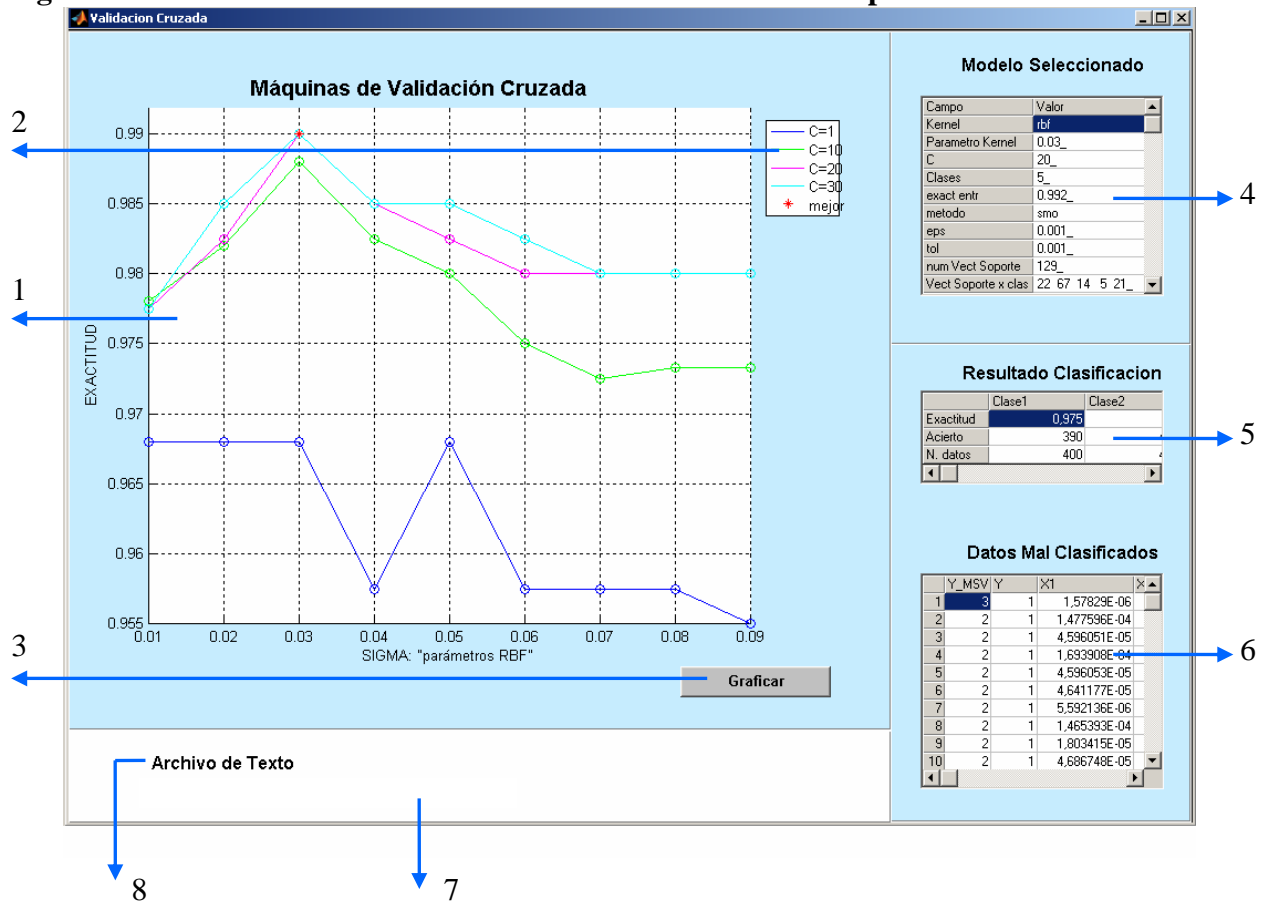 Validacion Cruzada
Máquinas de Validación Cruzada
0.99
0.985
0.98
0.975
0.97
0.965
0.96
0.955
EXACTITUD
0.01 0.02 0.03 0.04 0.05 0.06 0.07 0.08 0.09
SIGMA: "parámetros RBF"
C=1
C=10
C=20
C=30
mejor
Graficar
Archivo de Texto
Modelo Seleccionado
Campo Valor
Kernel rbf
Parametro Kernel 0.03_
C 20_
Clases 5_
exact entr 0.992_
metodo smo
eps 0.001_
tol 0.001_
num Vect Soporte 129_
Vect Soporte x clas 22 67 14 5 21_
Resultado Clasificacion
Clase1 Clase2
Exactitud 0,975
Acierto 390
N. datos 400
Datos Mal Clasificados
Y_MSV Y X1
1 3 1 1,57829E-06
2 2 1 1,477596E-04
3 2 1 4,596051E-05
4 2 1 1,693908E-04
5 2 1 4,596053E-05
6 2 1 4,641177E-05
7 2 1 5,592136E-06
8 2 1 1,465393E-04
9 2 1 1,803415E-05
10 2 1 4,686748E-05
2
1
3
4
5
6
8
7